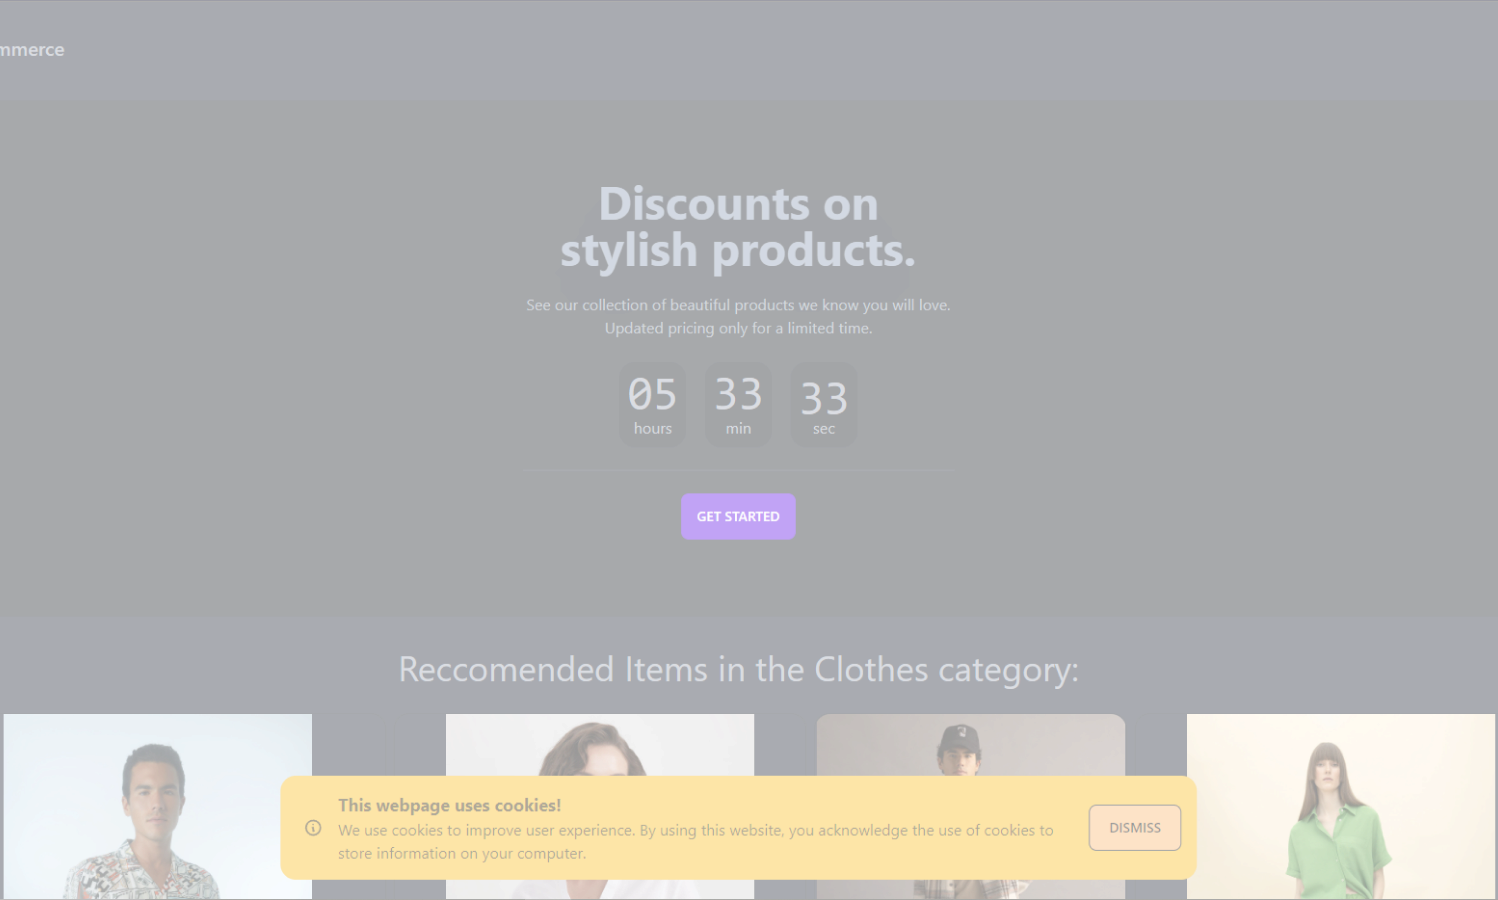 mmerce
Discounts on
stylish products.
See our collection of beautiful products we know you will love.
Updated pricing only for a limited time.
05 33 33
hours min sec
GET STARTED
Reccomended Items in the Clothes category:
This webpage uses cookies!
We use cookies to improve user experience. By using this website, you acknowledge the use of cookies to
store information on your computer.
DISMISS